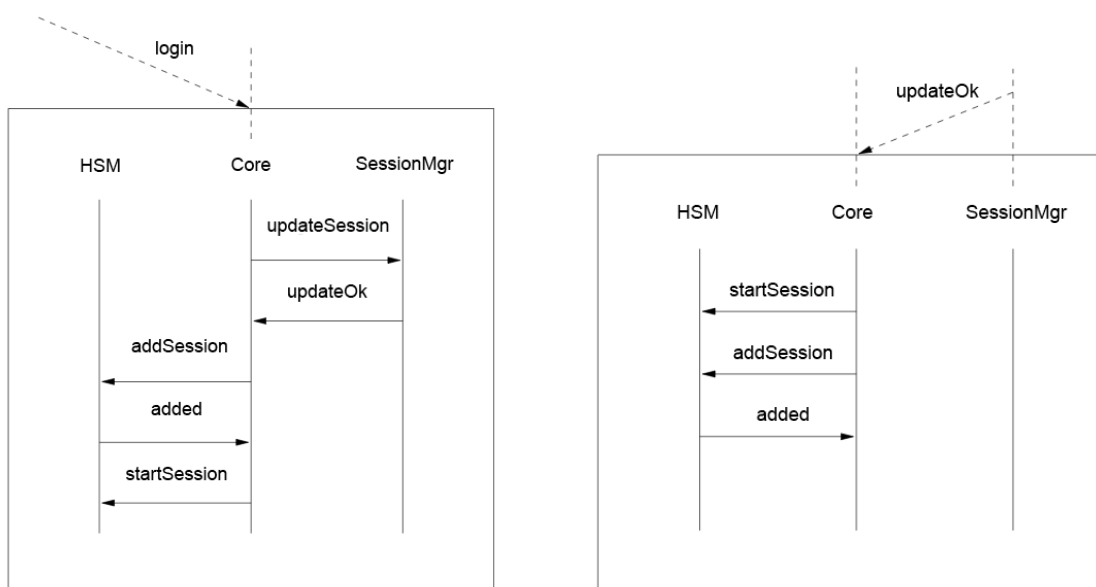 login
HSM
Core
SessionMgr
updateSession
updateOk
addSession
added
startSession
updateOk
HSM
Core
SessionMgr
startSession
addSession
added